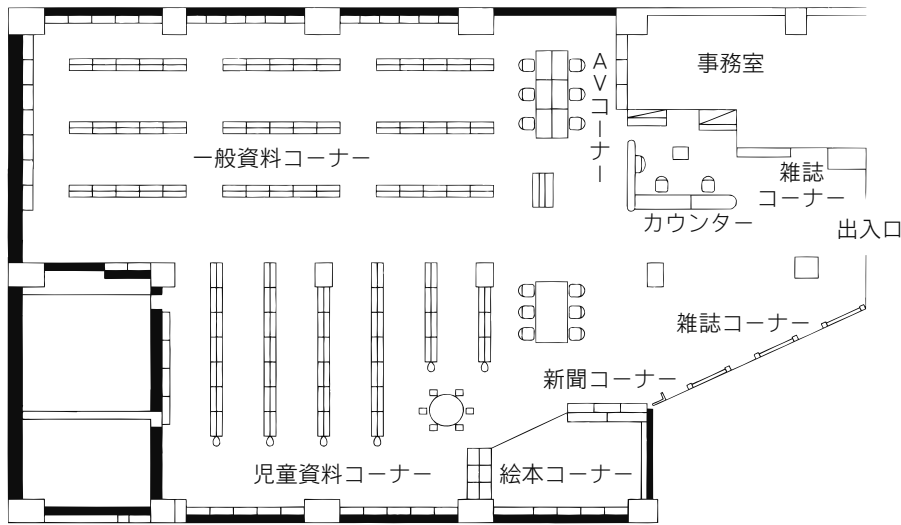 事務室
AVコーナー
一般資料コーナー
雑誌
コーナー
カウンター
出入口
雑誌コーナー
新聞コーナー
児童資料コーナー
絵本コーナー